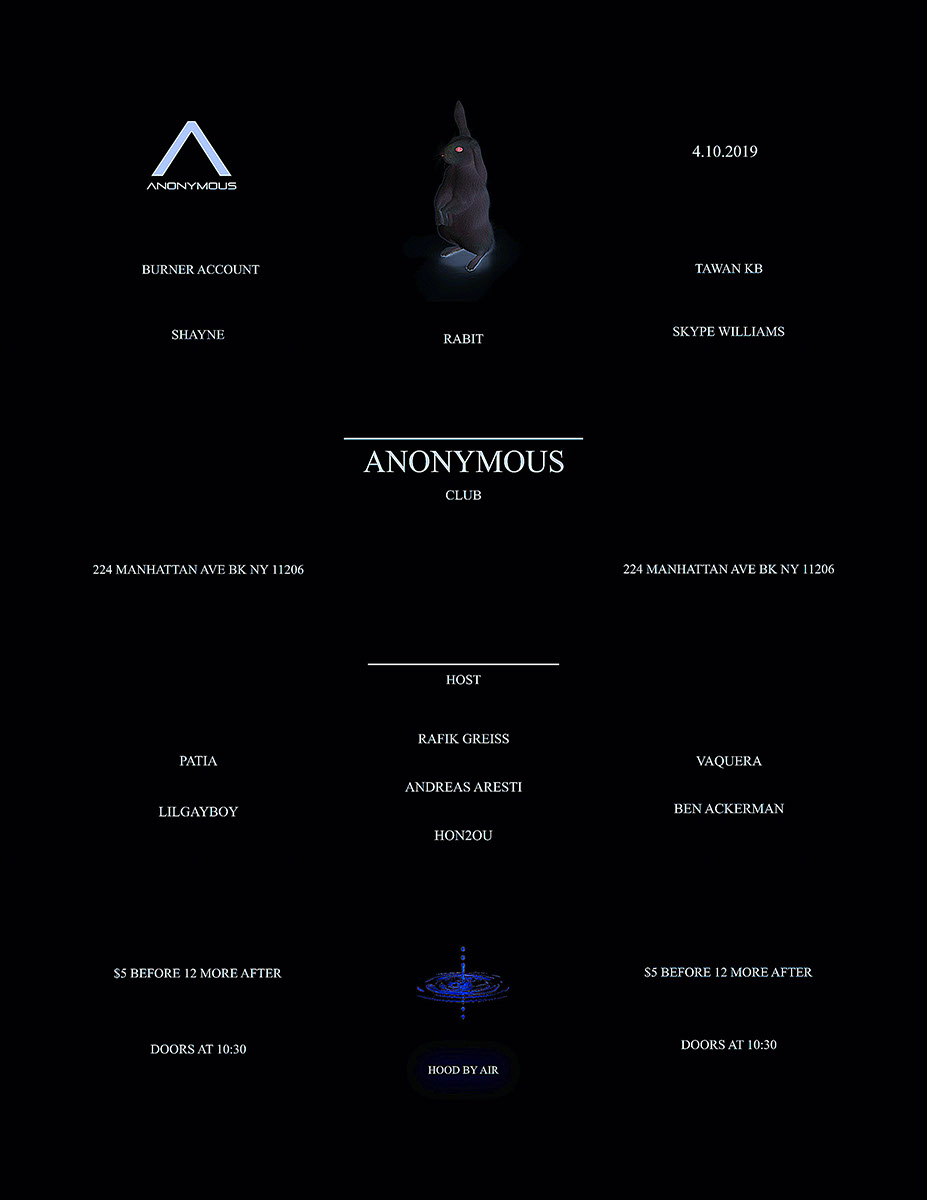 ANONYMOUS
4.10.2019
BURNER ACCOUNT
TAWAN KB
SHAYNE
RABIT
SKYPE WILLIAMS
ANONYMOUS
CLUB
224 MANHATTAN AVE BK NY 11206
224 MANHATTAN AVE BK NY 11206
HOST
RAFIK GREISS
PATIA
VAQUERA
ANDREAS ARESTI
LILGAYBOY
BEN ACKERMAN
HON2OU
$5 BEFORE 12 MORE AFTER
$5 BEFORE 12 MORE AFTER
DOORS AT 10:30
DOORS AT 10:30
HOOD BY AIR